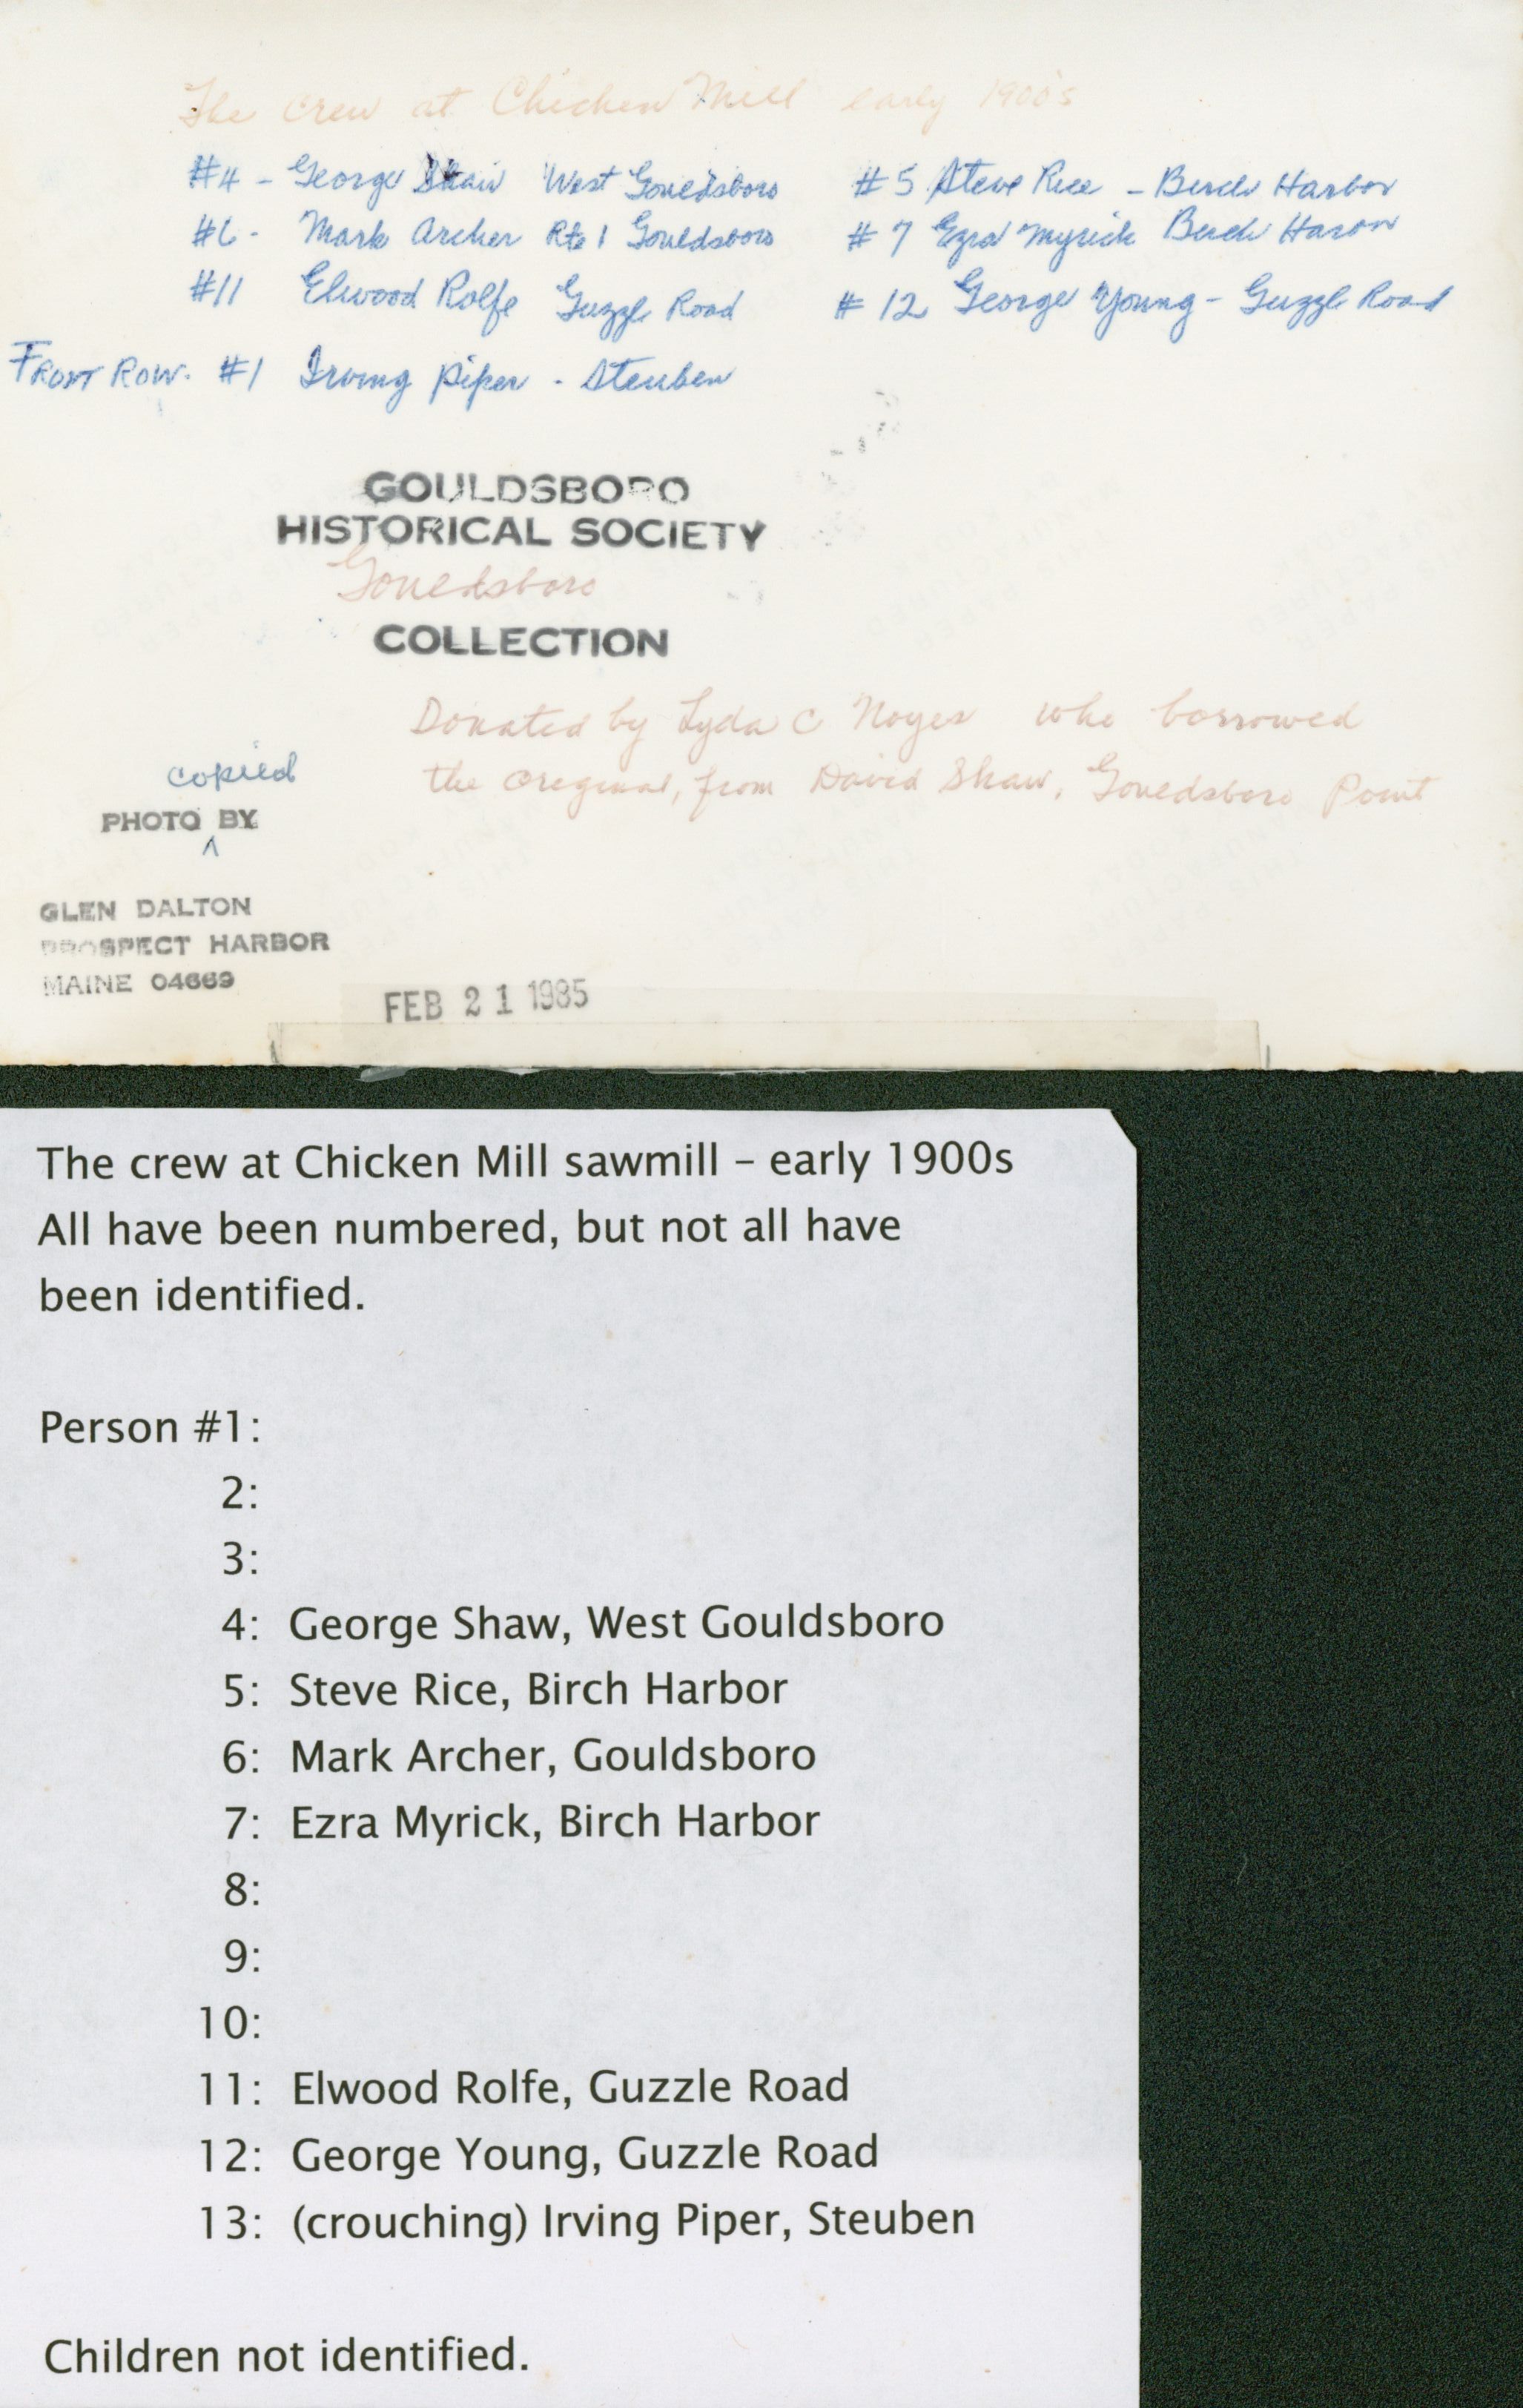 The Crew at Chicken Mill early 1900's
#4 - George Shaw West Gouldsboro #5 Steve Rice - Birch Harbor
#6 - Mark Archer Rte 1 Gouldsboro #7 Ezra Myrick Birch Haror
#11 Elwood Rolfe Guzzle Road #12 George Young - Guzzle Road
FRONT ROW. #1 Irving Piper - Steuben
GOULDSBORO
HISTORICAL SOCIETY
Gouldsboro
COLLECTION
Donated by Lyda C Noyes who borrowed
the original, from David Shaw, Gouldsboro Point
copied
PHOTO BY
^
GLEN DALTON
PROSPECT HARBOR
MAINE 04669
FEB 21 1985
The crew at Chicken Mill sawmill – early 1900s
All have been numbered, but not all have
been identified.
Person #1:
2:
3:
4: George Shaw, West Gouldsboro
5: Steve Rice, Birch Harbor
6: Mark Archer, Gouldsboro
7: Ezra Myrick, Birch Harbor
8:
9:
10:
11: Elwood Rolfe, Guzzle Road
12: George Young, Guzzle Road
13: (crouching) Irving Piper, Steuben
Children not identified.